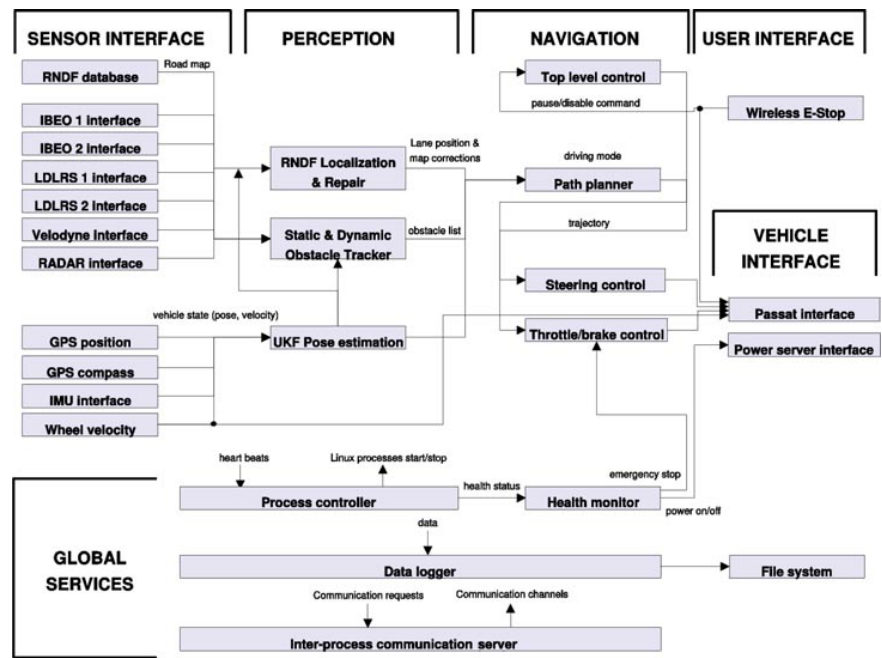 SENSOR INTERFACE
PERCEPTION
NAVIGATION
USER INTERFACE
RNDF database
Road map
Top level control
pause/disable command
Wireless E-Stop
IBEO 1 interface
IBEO 2 interface
LDLRS 1 interface
LDLRS 2 interface
Velodyne interface
RADAR interface
RNDF Localization
& Repair
Lane position &
map corrections
driving mode
Path planner
Static & Dynamic
Obstacle Tracker
obstacle list
trajectory
VEHICLE
INTERFACE
Steering control
Passat interface
vehicle state (pose, velocity)
GPS position
UKF Pose estimation
Throttle/brake control
Power server interface
GPS compass
IMU interface
Wheel velocity
heart beats
Linux processes start/stop
emergency stop
health status
Process controller
Health monitor
power on/off
GLOBAL
SERVICES
data
Data logger
File system
Communication requests
Communication channels
Inter-process communication server